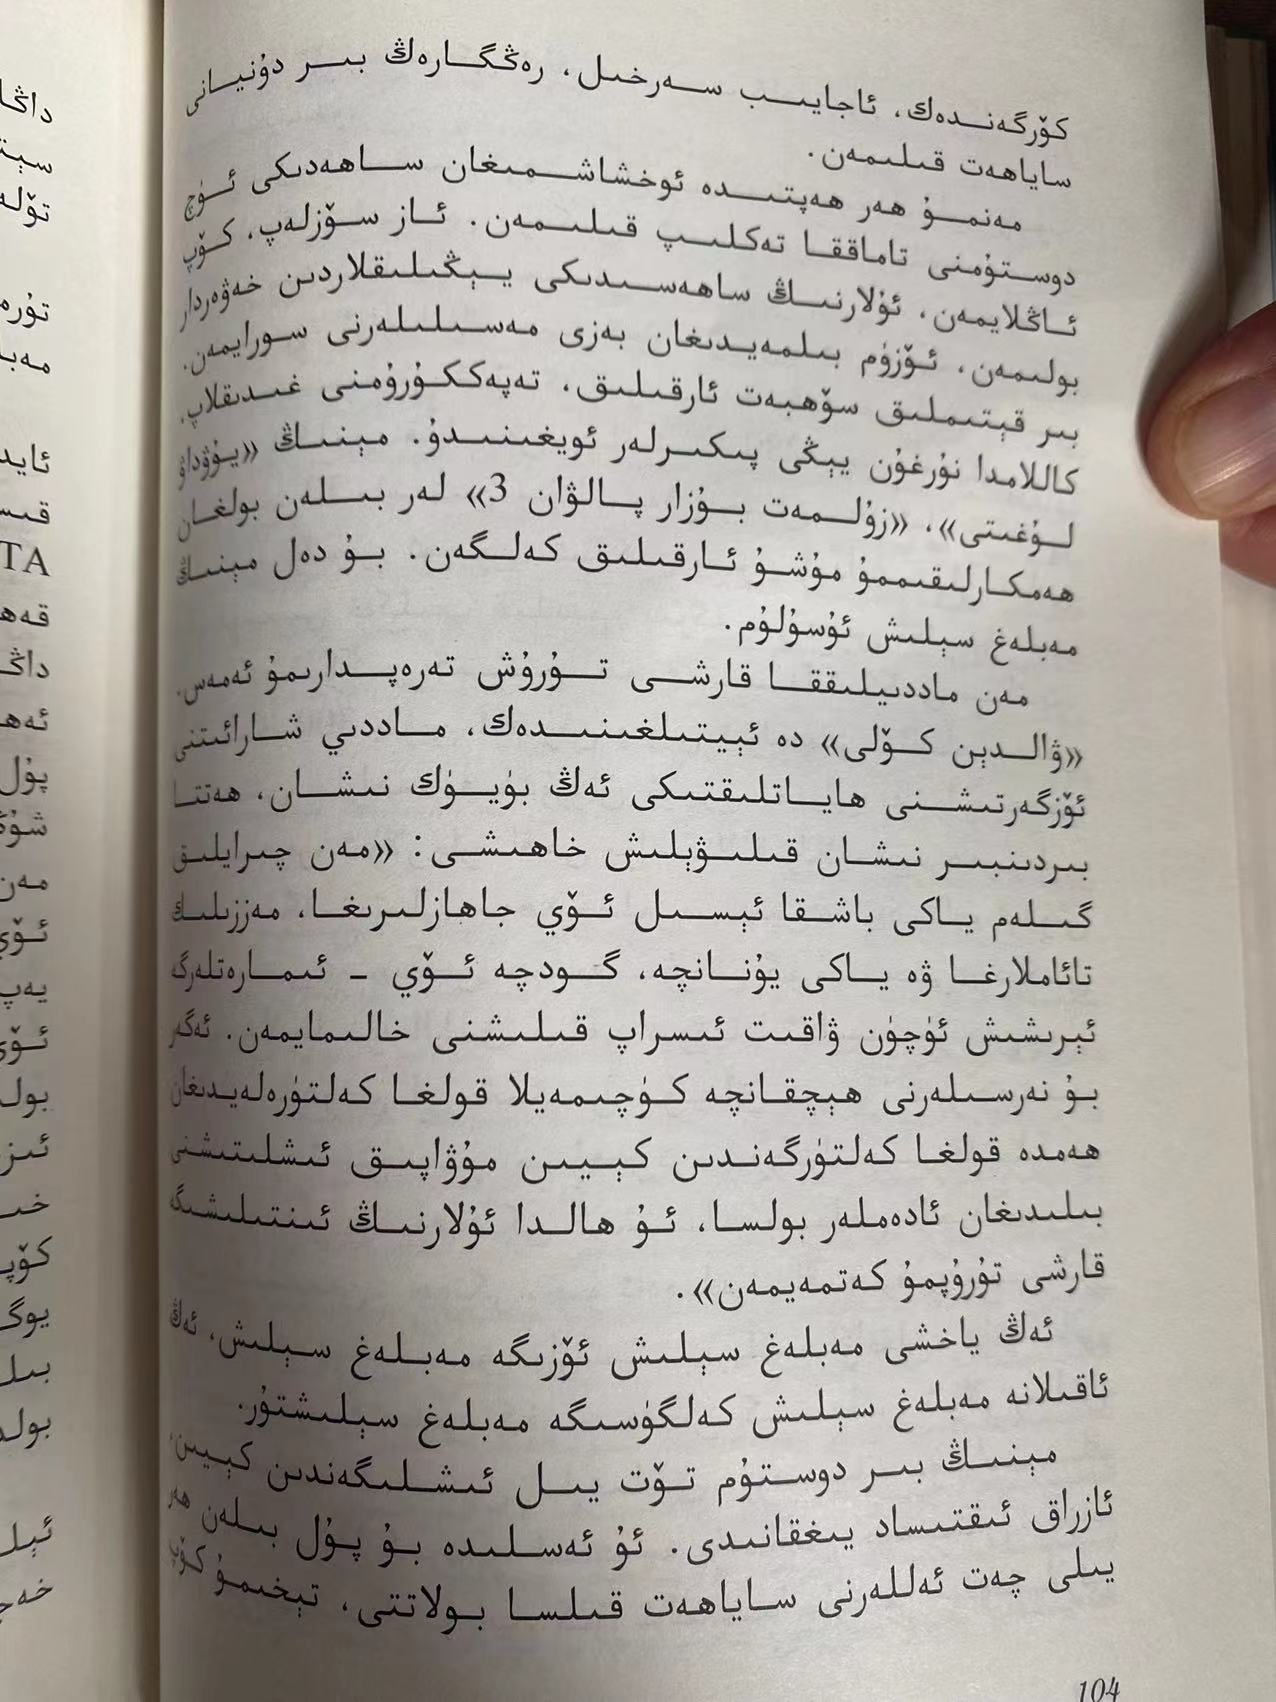 كۆرگەندەك، ئاجايىب سەرخىل، رەڭگارەڭ بىر دۇنيانى
ساياھەت قىلىمەن.
مەنمۇ ھەر ھەپتىدە ئوخشاشمىغان ساھەدىكى ئۈچ
دوستۇمنى تاماققا تەكلىپ قىلىمەن. ئاز سۆزلەپ، كۆپ
ئاڭلايمەن، ئۇلارنىڭ ساھەسىدىكى يېڭىلىقلاردىن خەۋەردار
بولىمەن، ئۆزۈم بىلمەيدىغان بەزى مەسىلىلەرنى سورايمەن.
بىر قېتىملىق سۆھبەت ئارقىلىق، تەپەككۇرۇمنى غىدىقلاپ،
كاللامدا نۇرغۇن يېڭى پىكىرلەر ئويغىنىدۇ. مېنىڭ «يۇۋداۋ
لۇغىتى»، «زۇلمەت بۇزار پالۋان 3» لەر بىلەن بولغان
ھەمكارلىقىممۇ مۇشۇ ئارقىلىق كەلگەن. بۇ دەل مېنىڭ
مەبلەغ سېلىش ئۇسۇلۇم.
مەن ماددىيلىققا قارشى تۇرۇش تەرەپدارىمۇ ئەمەس.
«ۋالدېن كۆلى» دە ئېيتىلغىنىدەك، ماددىي شارائىتنى
ئۆزگەرتىشنى ھاياتلىقتىكى ئەڭ بۈيۈك نىشان، ھەتتا
بىردىنبىر نىشان قىلىۋېلىش خاھىشى: «مەن چىرايلىق
گىلەم ياكى باشقا ئېسىل ئۆي جاھازلىرىغا، مەززىلىك
تائاملارغا ۋە ياكى يۇنانچە، گودچە ئۆي - ئىمارەتلەرگە
ئېرىشىش ئۈچۈن ۋاقىت ئىسراپ قىلىشنى خالىمايمەن. ئەگەر
بۇ نەرسىلەرنى ھېچقانچە كۈچىمەيلا قولغا كەلتۈرەلەيدىغان
ھەمدە قولغا كەلتۈرگەندىن كېيىن مۇۋاپىق ئىشلىتىشنى
بىلىدىغان ئادەملەر بولسا، ئۇ ھالدا ئۇلارنىڭ ئىنتىلىشىگە
قارشى تۇرۇپمۇ كەتمەيمەن».
ئەڭ ياخشى مەبلەغ سېلىش ئۆزىگە مەبلەغ سېلىش، ئەڭ
ئاقىلانە مەبلەغ سېلىش كەلگۈسىگە مەبلەغ سېلىشتۇر.
مېنىڭ بىر دوستۇم تۆت يىل ئىشلىگەندىن كېيىن،
ئازراق ئىقتىساد يىغقانىدى. ئۇ ئەسلىدە بۇ پۇل بىلەن ھەر
يىلى چەت ئەللەرنى ساياھەت قىلسا بولاتتى، تېخىمۇ كۆپ
104